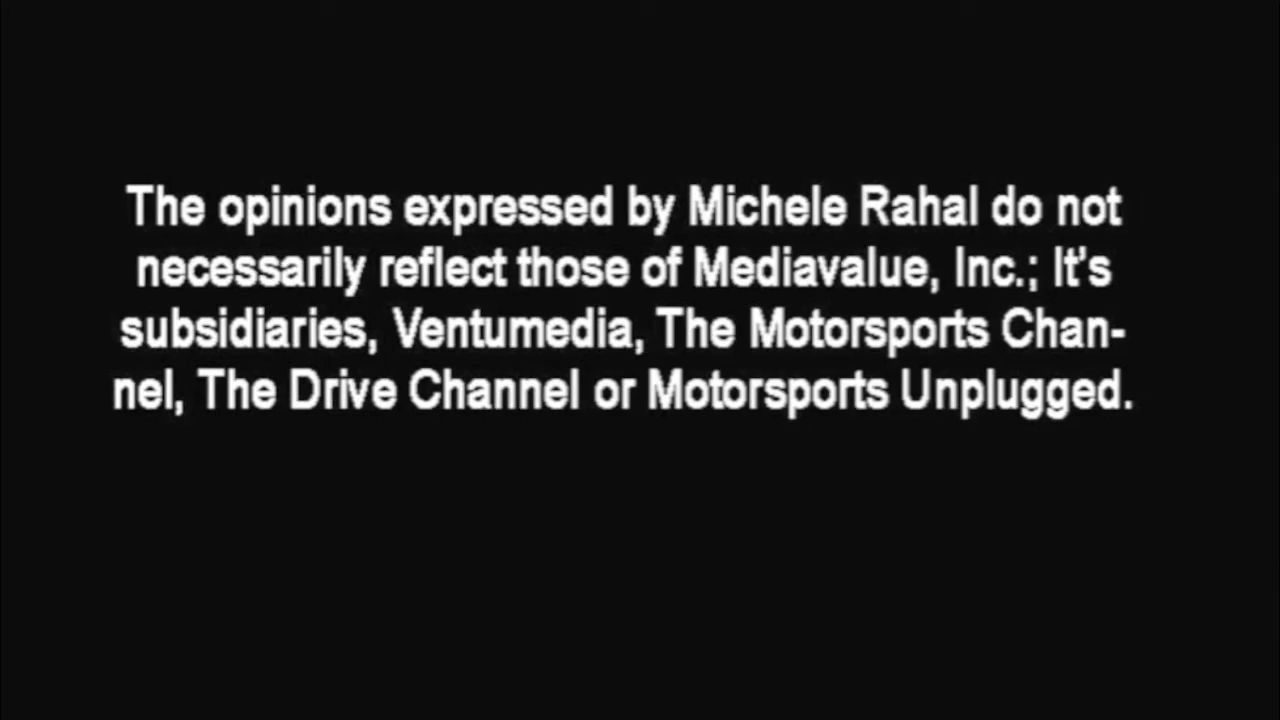 The opinions expressed by Michele Rahal do not
necessarily reflect those of Mediavalue, Inc.; It's
subsidiaries, Ventumedia, The Motorsports Chan-
nel, The Drive Channel or Motorsports Unplugged.